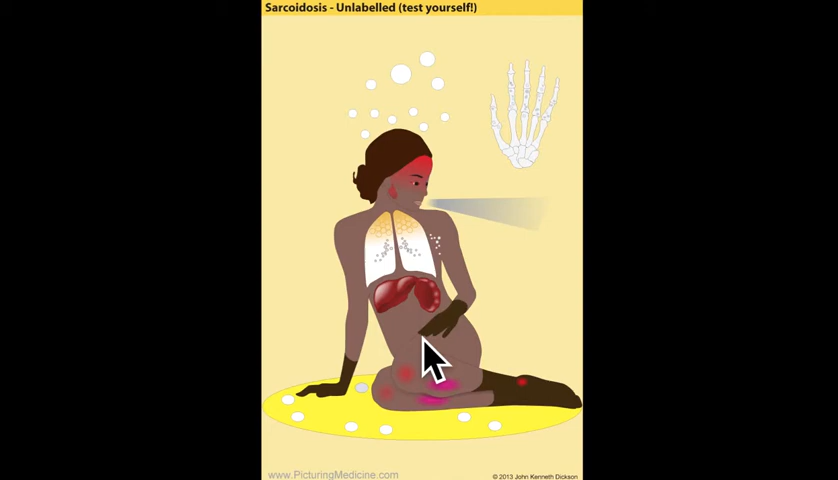 Sarcoidosis - Unlabelled (test yourself!)
www.PicturingMedicine.com
© 2013 John Kenneth Dickson